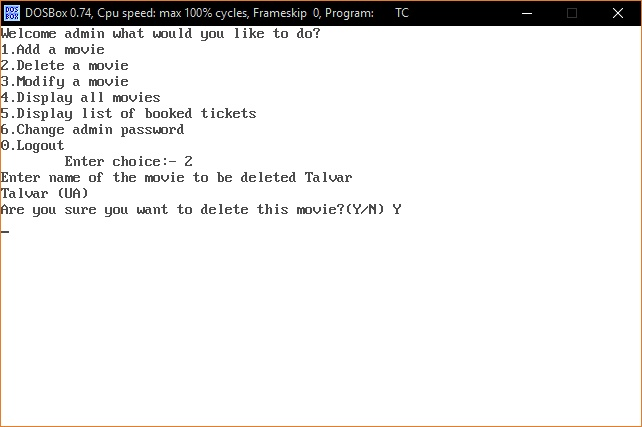 DOSBox 0.74, Cpu speed: max 100% cycles, Frameskip 0, Program: TC
Welcome admin what would you like to do?
1.Add a movie
2.Delete a movie
3.Modify a movie
4.Display all movies
5.Display list of booked tickets
6.Change admin password
0.Logout
Enter choice:- 2
Enter name of the movie to be deleted Talvar
Talvar (UA)
Are you sure you want to delete this movie?(Y/N) Y